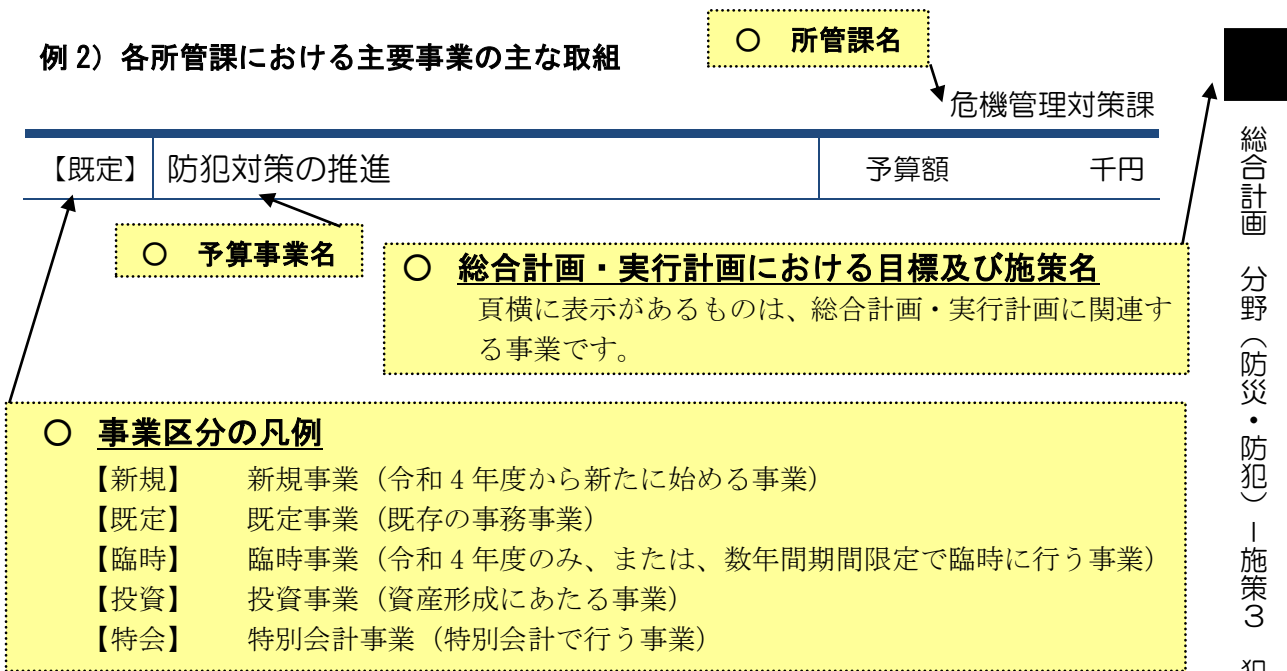 例2）各所管課における主要事業の主な取組
○ 所管課名
危機管理対策課
【既定】 防犯対策の推進 予算額 千円
○ 予算事業名
○ 総合計画・実行計画における目標及び施策名
頁横に表示があるものは、総合計画・実行計画に関連す
る事業です。
○ 事業区分の凡例
【新規】 新規事業（令和４年度から新たに始める事業）
【既定】 既定事業（既存の事務事業）
【臨時】 臨時事業（令和４年度のみ、または、数年間期間限定で臨時に行う事業）
【投資】 投資事業（資産形成にあたる事業）
【特会】 特別会計事業（特別会計で行う事業）
総合計画 分野（防災・防犯）－施策３